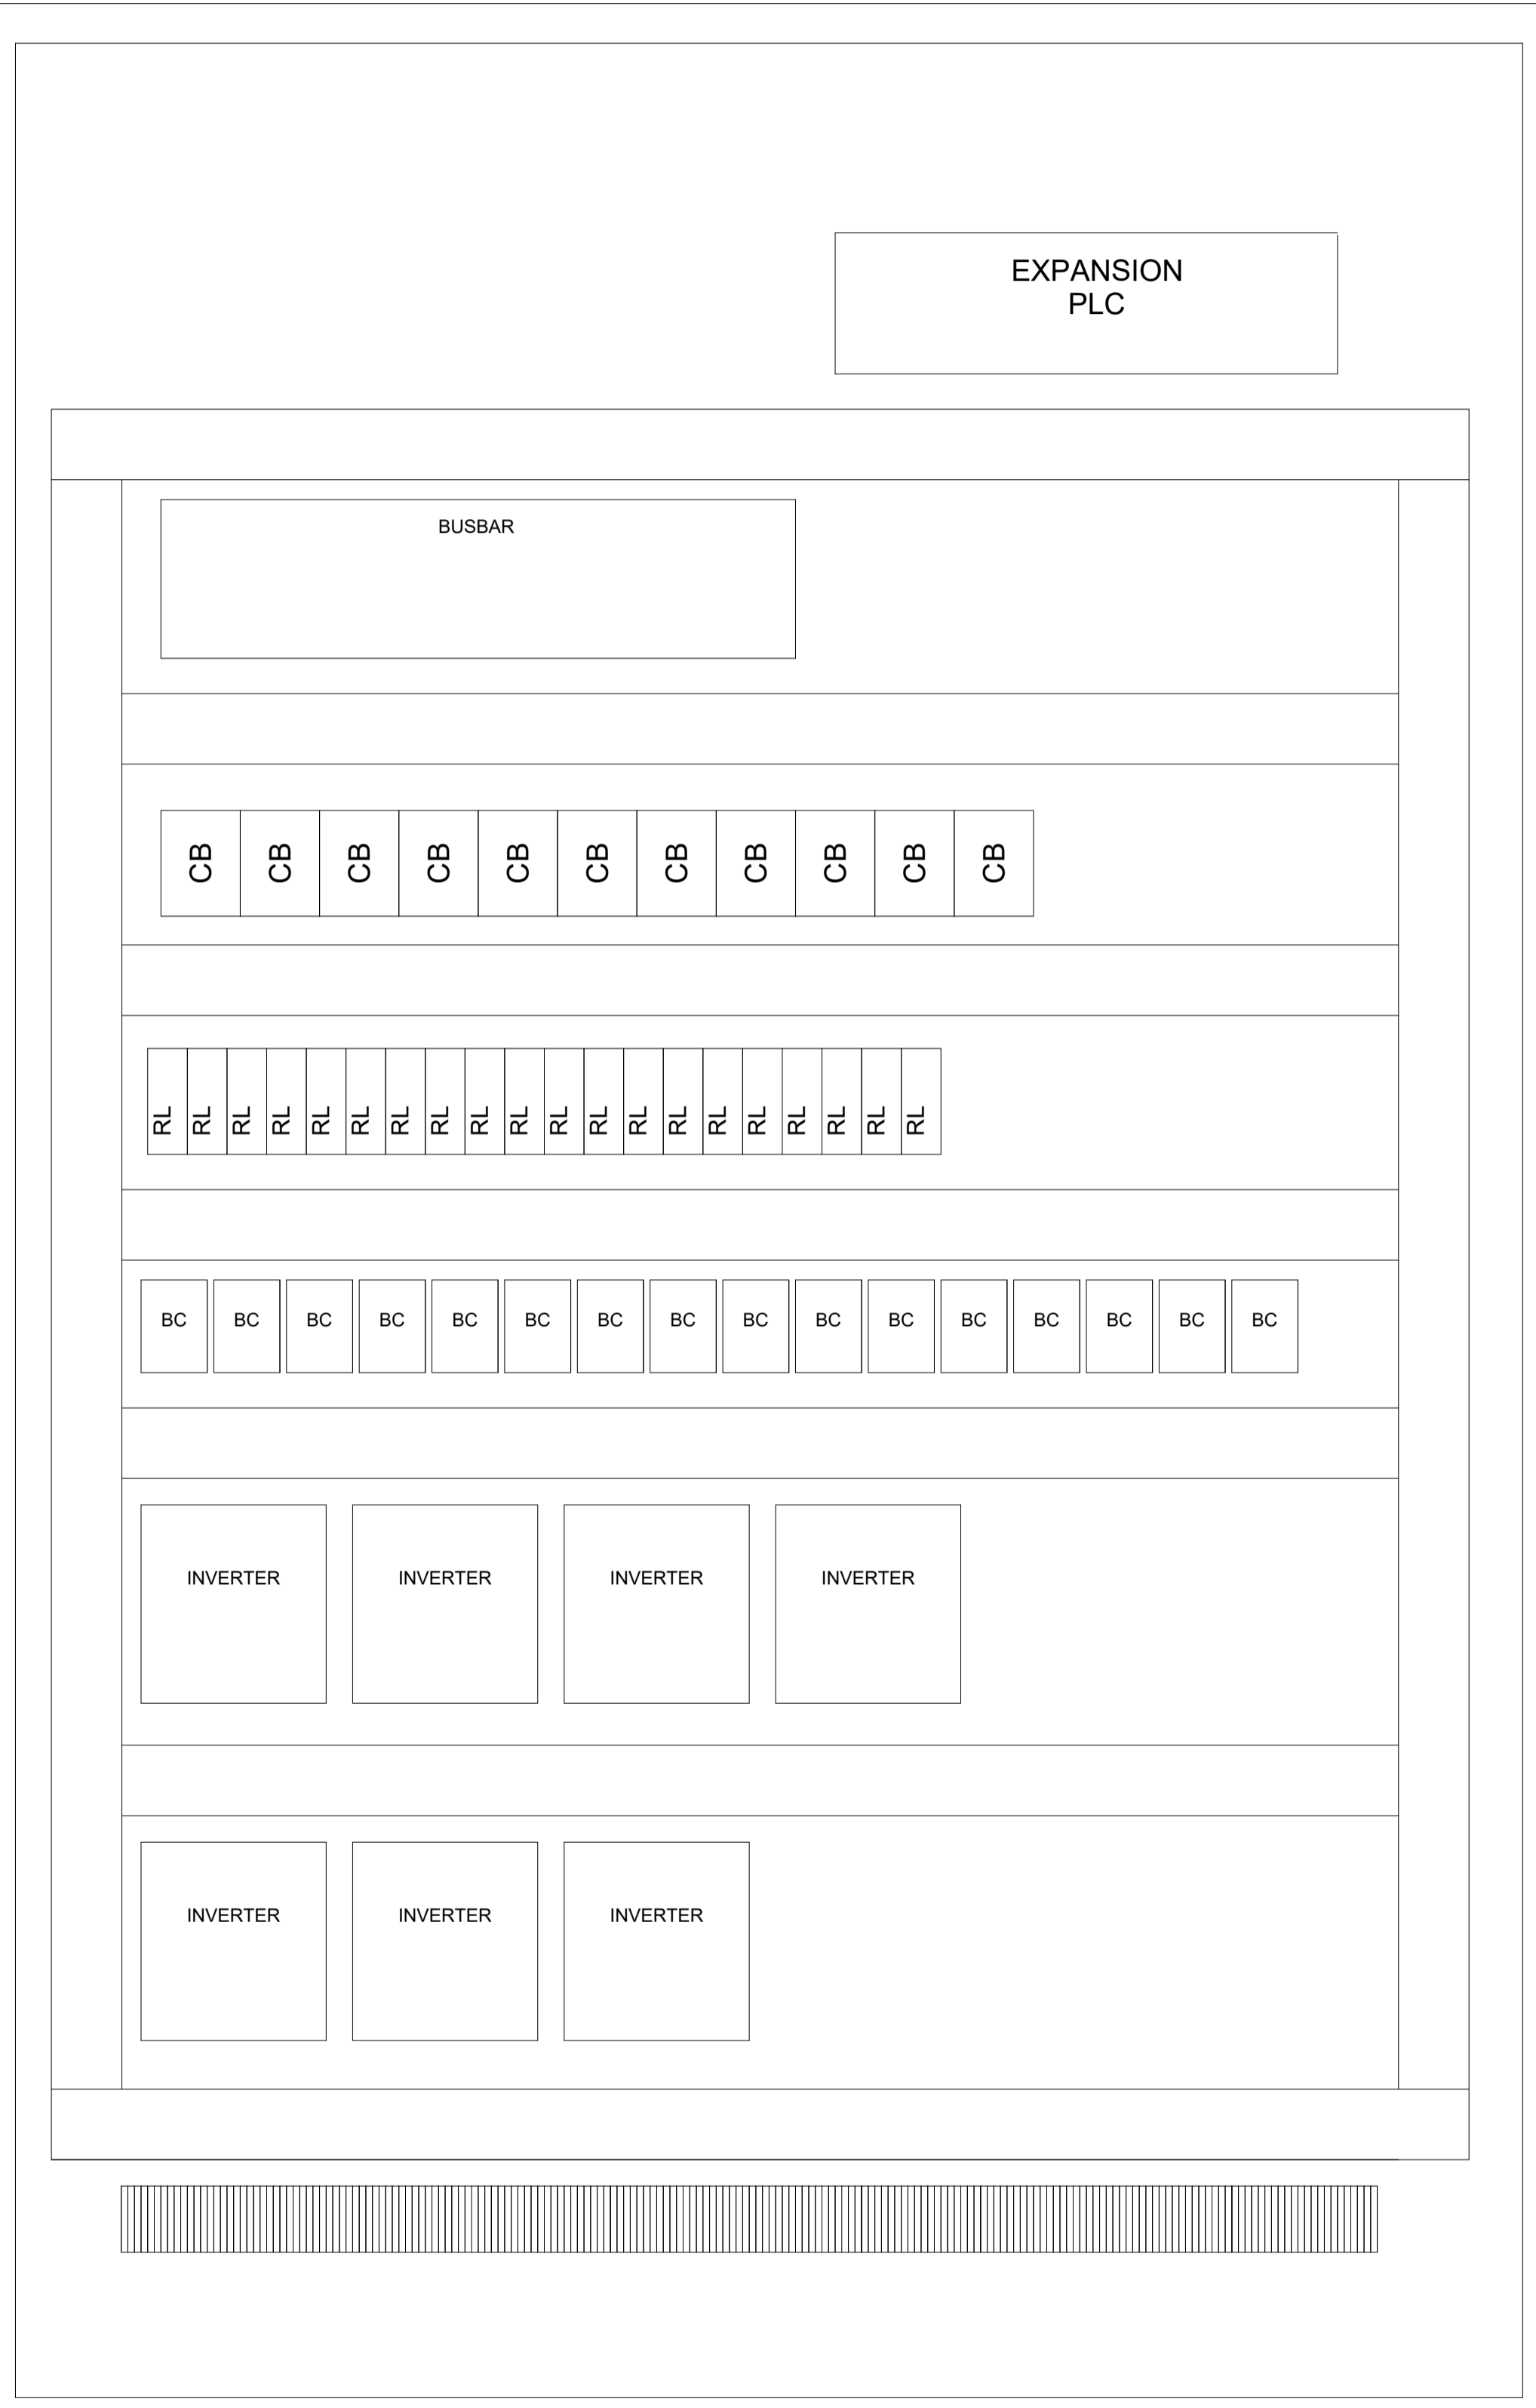 EXPANSION
PLC
BUSBAR
CB CB CB CB CB CB CB CB CB CB CB
RL RL RL RL RL RL RL RL RL RL RL RL RL RL RL RL RL RL RL RL
BC BC BC BC BC BC BC BC BC BC BC BC BC BC BC BC
INVERTER INVERTER INVERTER INVERTER
INVERTER INVERTER INVERTER